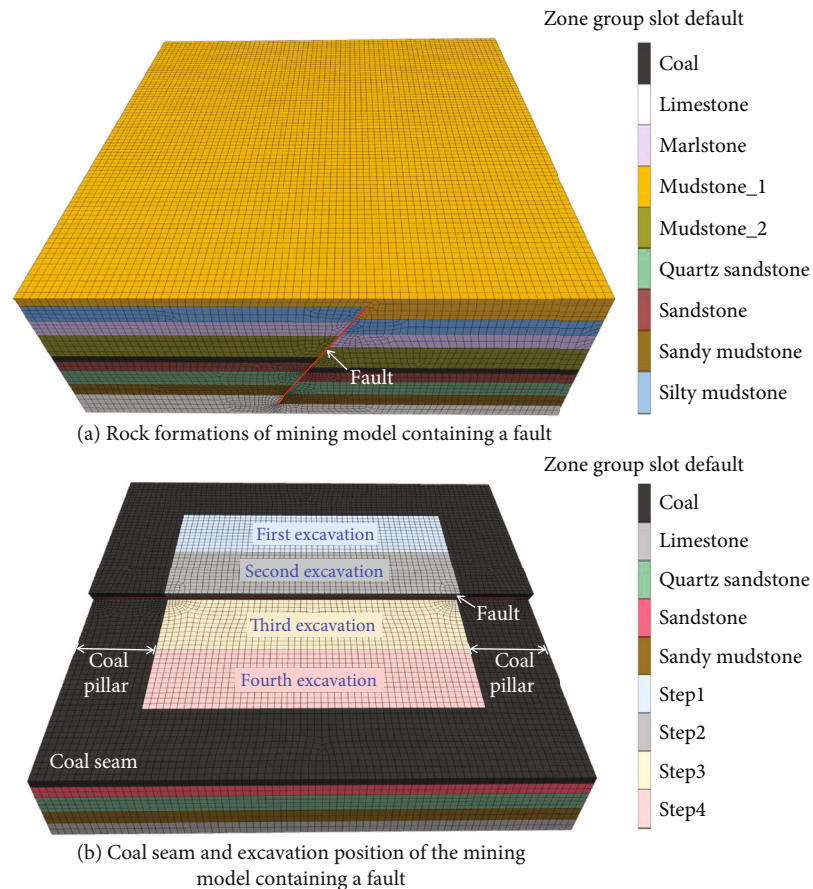 Zone group slot default
Coal
Limestone
Marlstone
Mudstone_1
Mudstone_2
Quartz sandstone
Sandstone
Sandy mudstone
Silty mudstone
Fault
(a) Rock formations of mining model containing a fault
Zone group slot default
Coal
Limestone
Quartz sandstone
Sandstone
Sandy mudstone
Step1
Step2
Step3
Step4
First excavation
Second excavation
Fault
Third excavation
Coal
pillar
Coal
pillar
Fourth excavation
Coal seam
(b) Coal seam and excavation position of the mining
model containing a fault